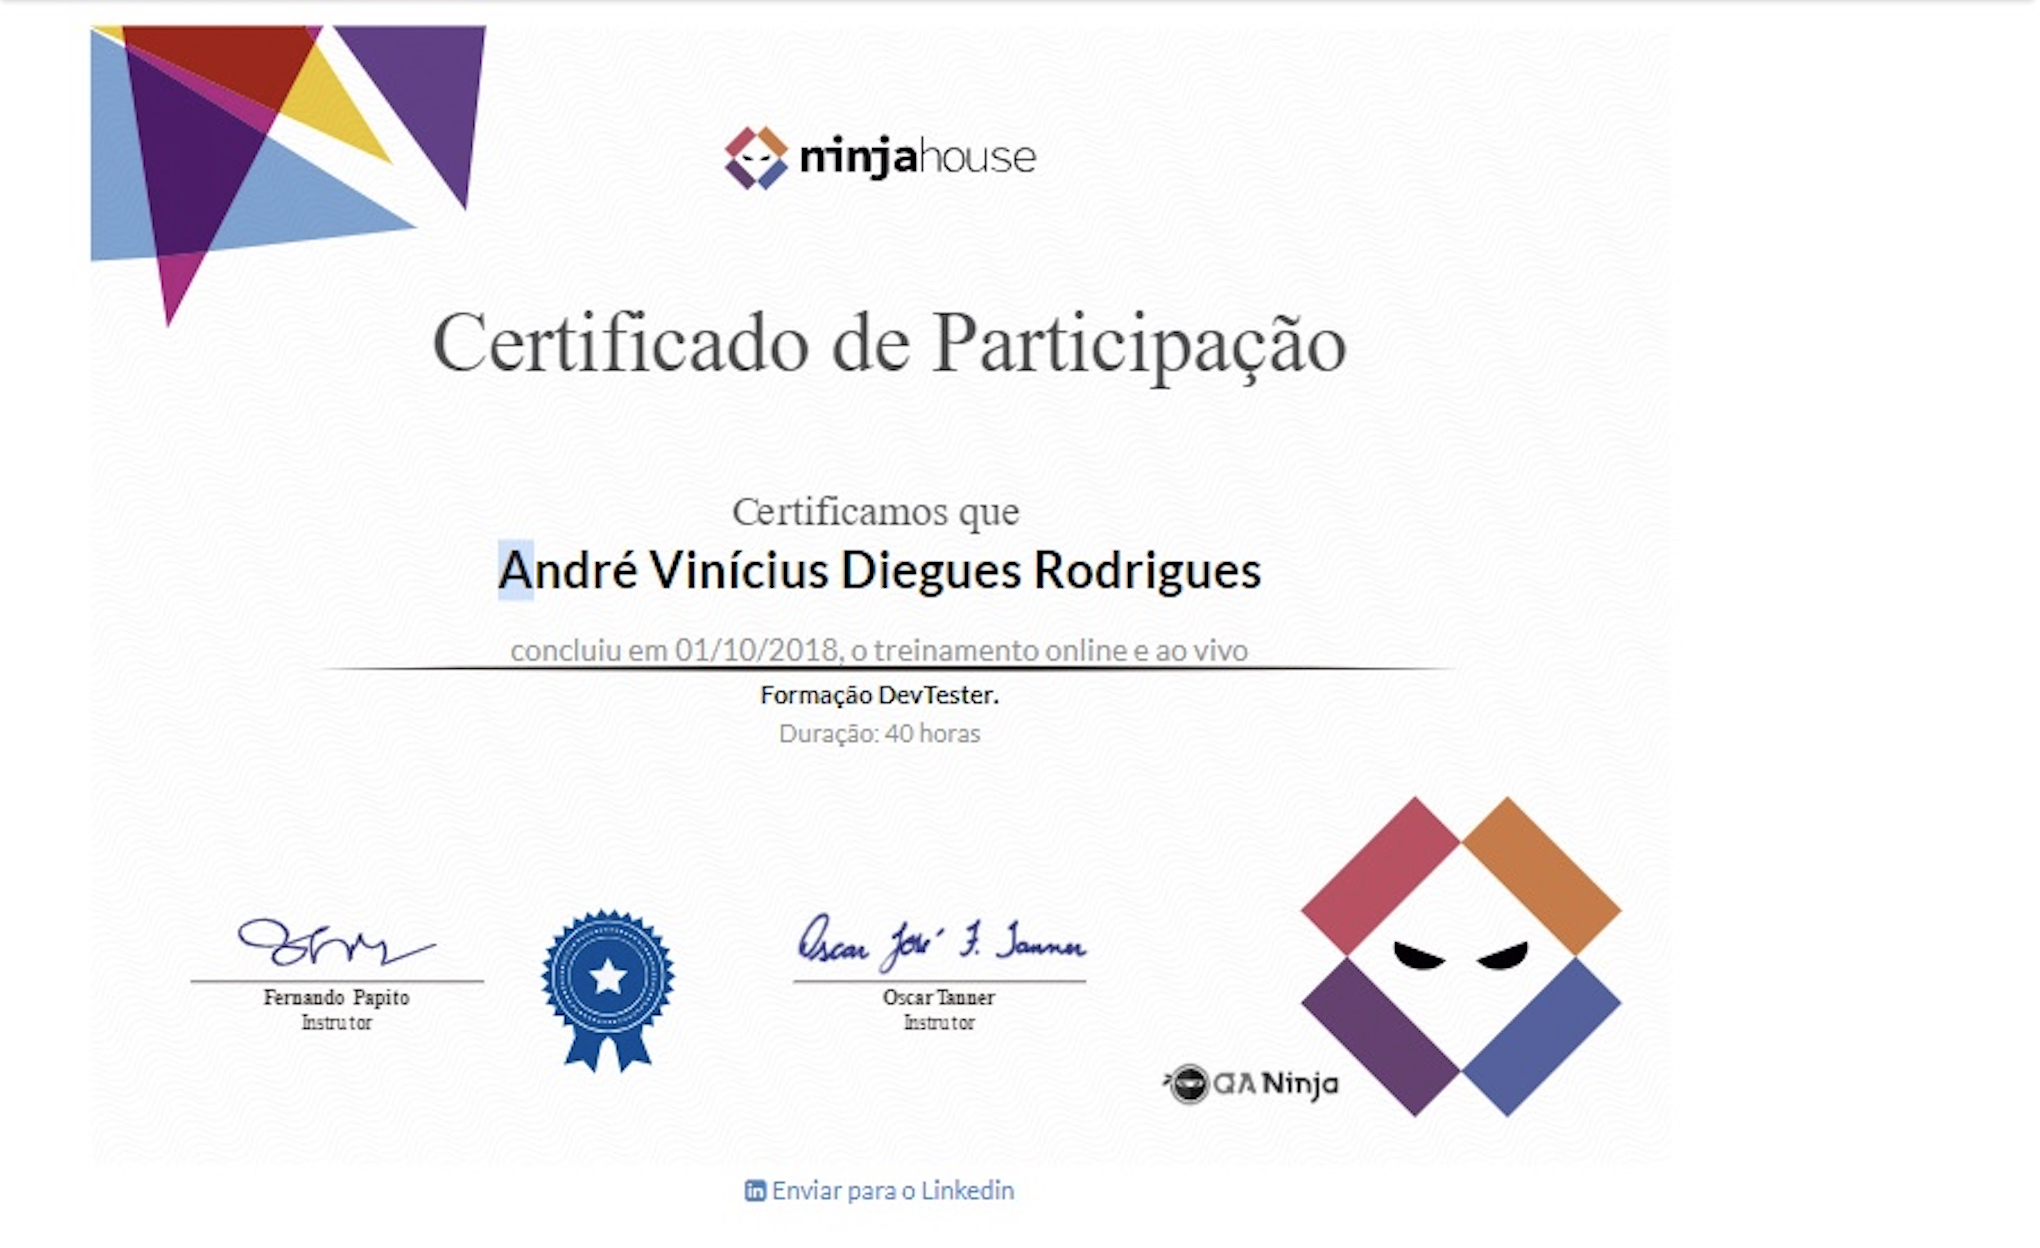 ninjahouse
Certificado de Participação
Certificamos que
André Vinícius Diegues Rodrigues
concluiu em 01/10/2018, o treinamento online e ao vivo
Formação DevTester.
Duração: 40 horas
Oscar José F. Tanner
Fernando Papito
Instrutor
Oscar Tanner
Instrutor
QA Ninja
in Enviar para o Linkedin